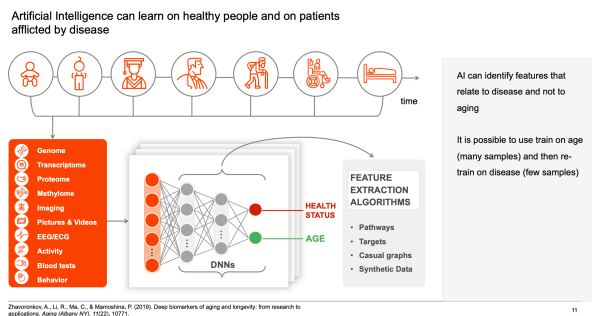 Artificial Intelligence can learn on healthy people and on patients
afflicted by disease
time
AI can identify features that
relate to disease and not to
aging
It is possible to use train on age
(many samples) and then re-
train on disease (few samples)
Genome
Transcriptome
Proteome
Methylome
Imaging
Pictures & Videos
EEG/ECG
Activity
Blood tests
Behavior
DNNs
HEALTH
STATUS
AGE
FEATURE
EXTRACTION
ALGORITHMS
• Pathways
• Targets
• Casual graphs
• Synthetic Data
Zhavoronkov, A., Li, R., Ma, C., & Mamoshina, P. (2019). Deep biomarkers of aging and longevity: from research to
applications. Aging (Albany NY), 11(22), 10771.
11